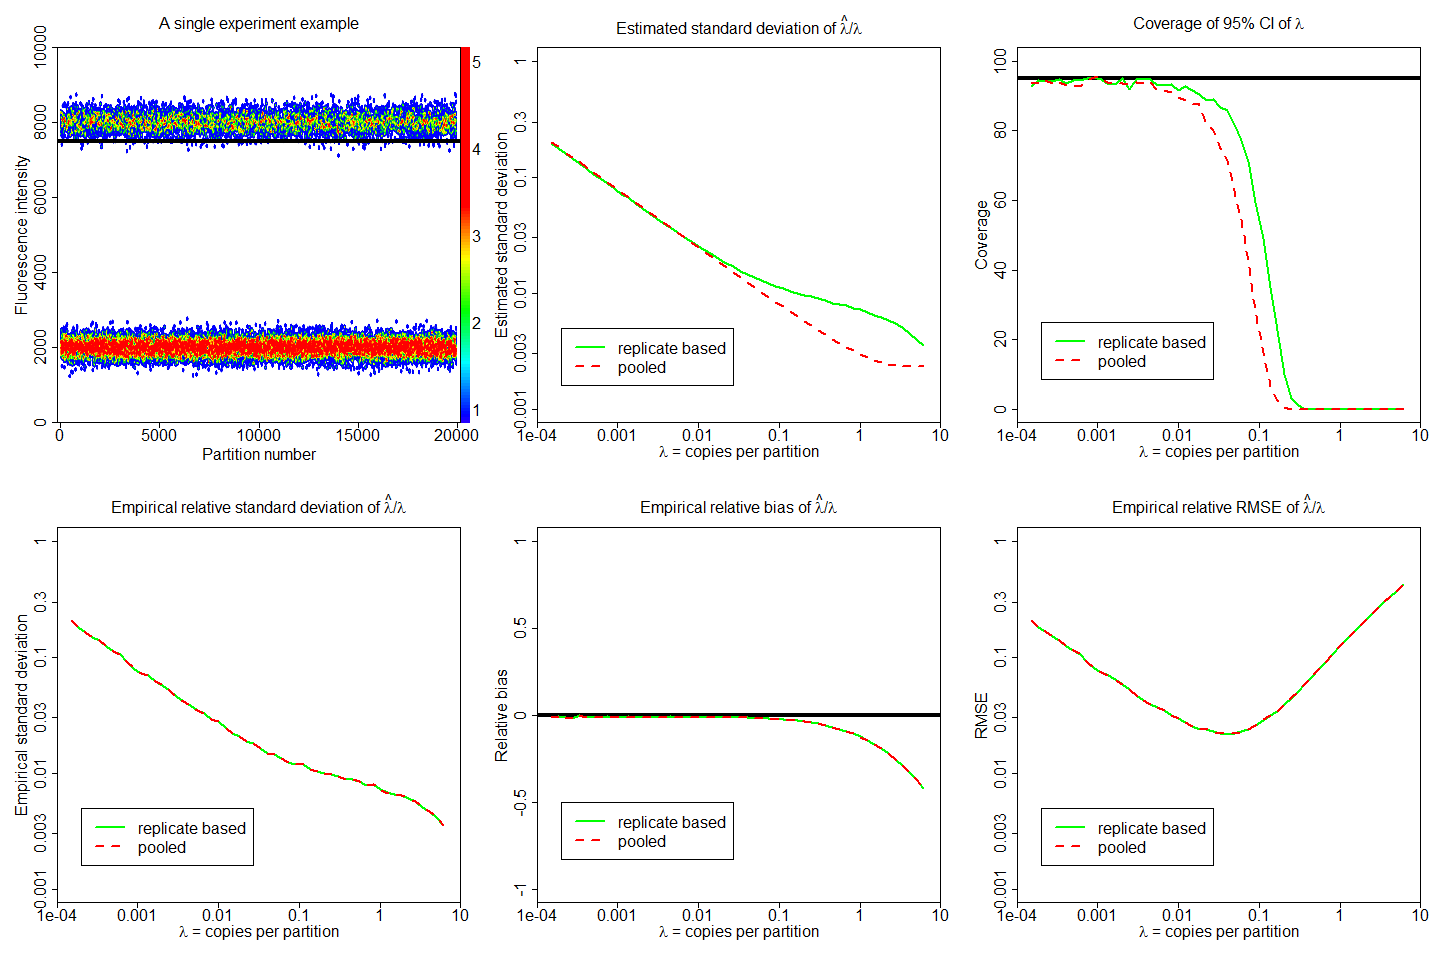 A single experiment example
Fluorescence intensity
10000
8000
6000
4000
2000
0
5
4
3
2
1
0
5000
10000
15000
20000
Partition number
Estimated standard deviation of λ̂/λ
Estimated standard deviation
1
0.3
0.1
0.03
0.01
0.003
0.001
replicate based
pooled
1e-04
0.001
0.01
0.1
1
10
λ = copies per partition
Coverage of 95% CI of λ
Coverage
100
80
60
40
20
0
replicate based
pooled
1e-04
0.001
0.01
0.1
1
10
λ = copies per partition
Empirical relative standard deviation of λ̂/λ
Empirical standard deviation
1
0.3
0.1
0.03
0.01
0.003
0.001
replicate based
pooled
1e-04
0.001
0.01
0.1
1
10
λ = copies per partition
Empirical relative bias of λ̂/λ
Relative bias
1
0.5
0
-0.5
-1
replicate based
pooled
1e-04
0.001
0.01
0.1
1
10
λ = copies per partition
Empirical relative RMSE of λ̂/λ
RMSE
1
0.3
0.1
0.03
0.01
0.003
0.001
replicate based
pooled
1e-04
0.001
0.01
0.1
1
10
λ = copies per partition